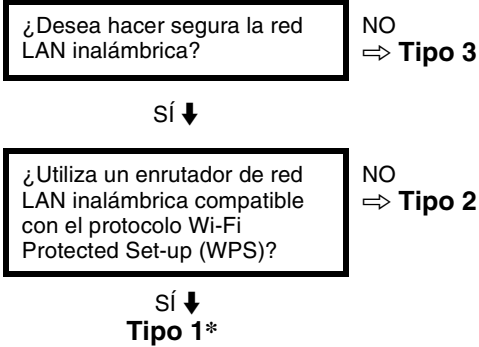 ¿Desea hacer segura la red
LAN inalámbrica?
NO
⇨ Tipo 3
SÍ ⬇
¿Utiliza un enrutador de red
LAN inalámbrica compatible
con el protocolo Wi-Fi
Protected Set-up (WPS)?
NO
⇨ Tipo 2
SÍ ⬇
Tipo 1*